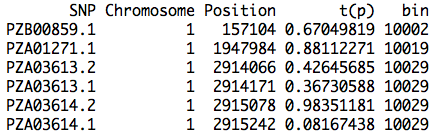 SNP Chromosome Position t(p) bin
PZB00859.1 1 157104 0.67049819 10002
PZA01271.1 1 1947984 0.88112271 10019
PZA03613.2 1 2914066 0.42645685 10029
PZA03613.1 1 2914171 0.36730588 10029
PZA03614.2 1 2915078 0.98351181 10029
PZA03614.1 1 2915242 0.08167438 10029